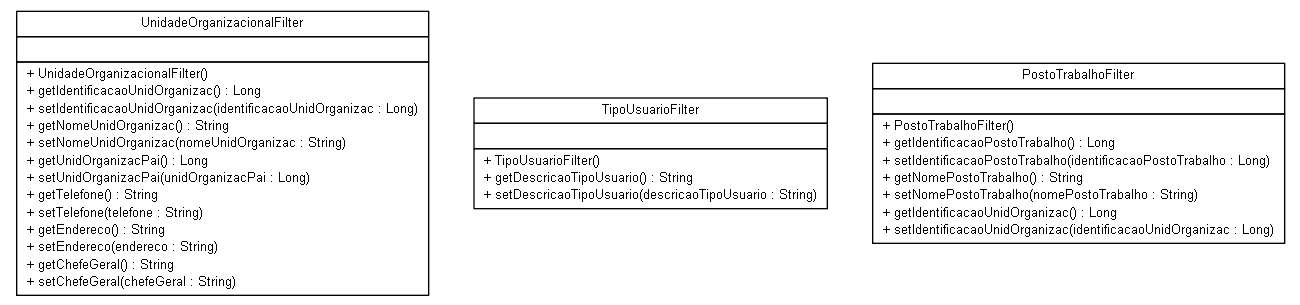 UnidadeOrganizacionalFilter
+ UnidadeOrganizacionalFilter()
+ getIdentificacaoUnidOrganizac() : Long
+ setIdentificacaoUnidOrganizac(identificacaoUnidOrganizac : Long)
+ getNomeUnidOrganizac() : String
+ setNomeUnidOrganizac(nomeUnidOrganizac : String)
+ getUnidOrganizacPai() : Long
+ setUnidOrganizacPai(unidOrganizacPai : Long)
+ getTelefone() : String
+ setTelefone(telefone : String)
+ getEndereco() : String
+ setEndereco(endereco : String)
+ getChefeGeral() : String
+ setChefeGeral(chefeGeral : String)
TipoUsuarioFilter
+ TipoUsuarioFilter()
+ getDescricaoTipoUsuario() : String
+ setDescricaoTipoUsuario(descricaoTipoUsuario : String)
PostoTrabalhoFilter
+ PostoTrabalhoFilter()
+ getIdentificacaoPostoTrabalho() : Long
+ setIdentificacaoPostoTrabalho(identificacaoPostoTrabalho : Long)
+ getNomePostoTrabalho() : String
+ setNomePostoTrabalho(nomePostoTrabalho : String)
+ getIdentificacaoUnidOrganizac() : Long
+ setIdentificacaoUnidOrganizac(identificacaoUnidOrganizac : Long)